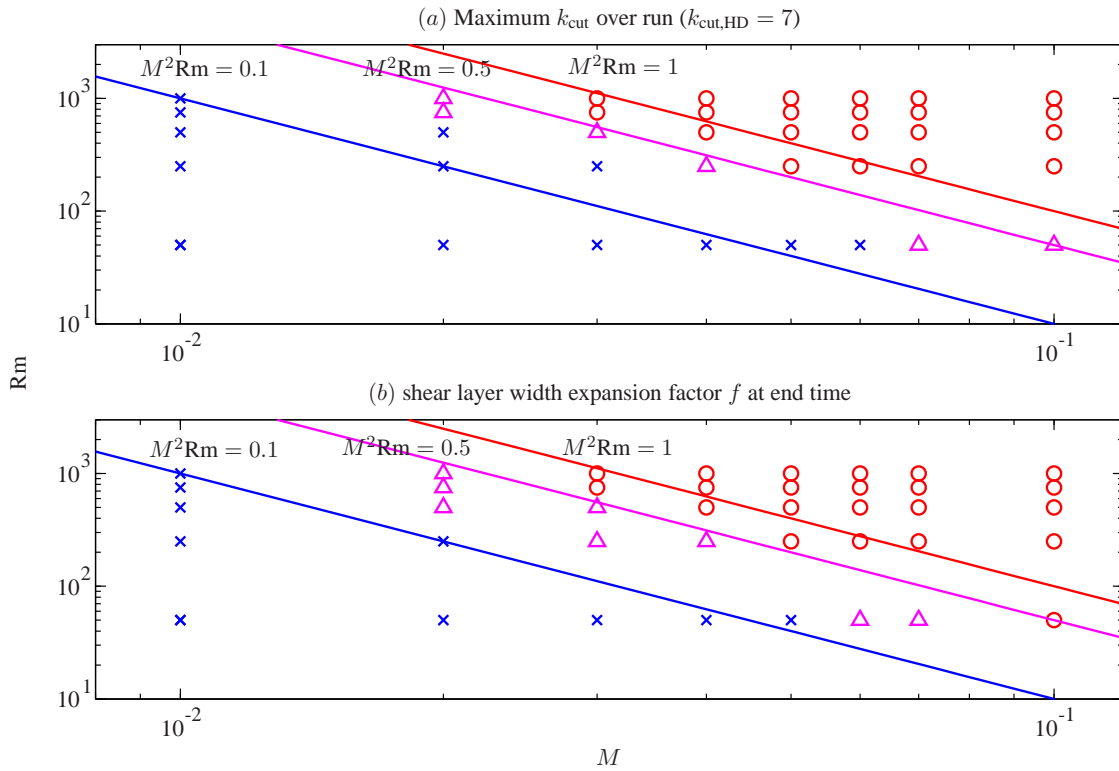 (a) Maximum k_cut over run (k_cut,HD = 7)
M²Rm = 0.1
M²Rm = 0.5
M²Rm = 1
10³
10²
10¹
10⁻²
10⁻¹
Rm
(b) shear layer width expansion factor f at end time
M²Rm = 0.1
M²Rm = 0.5
M²Rm = 1
10³
10²
10¹
10⁻²
10⁻¹
M